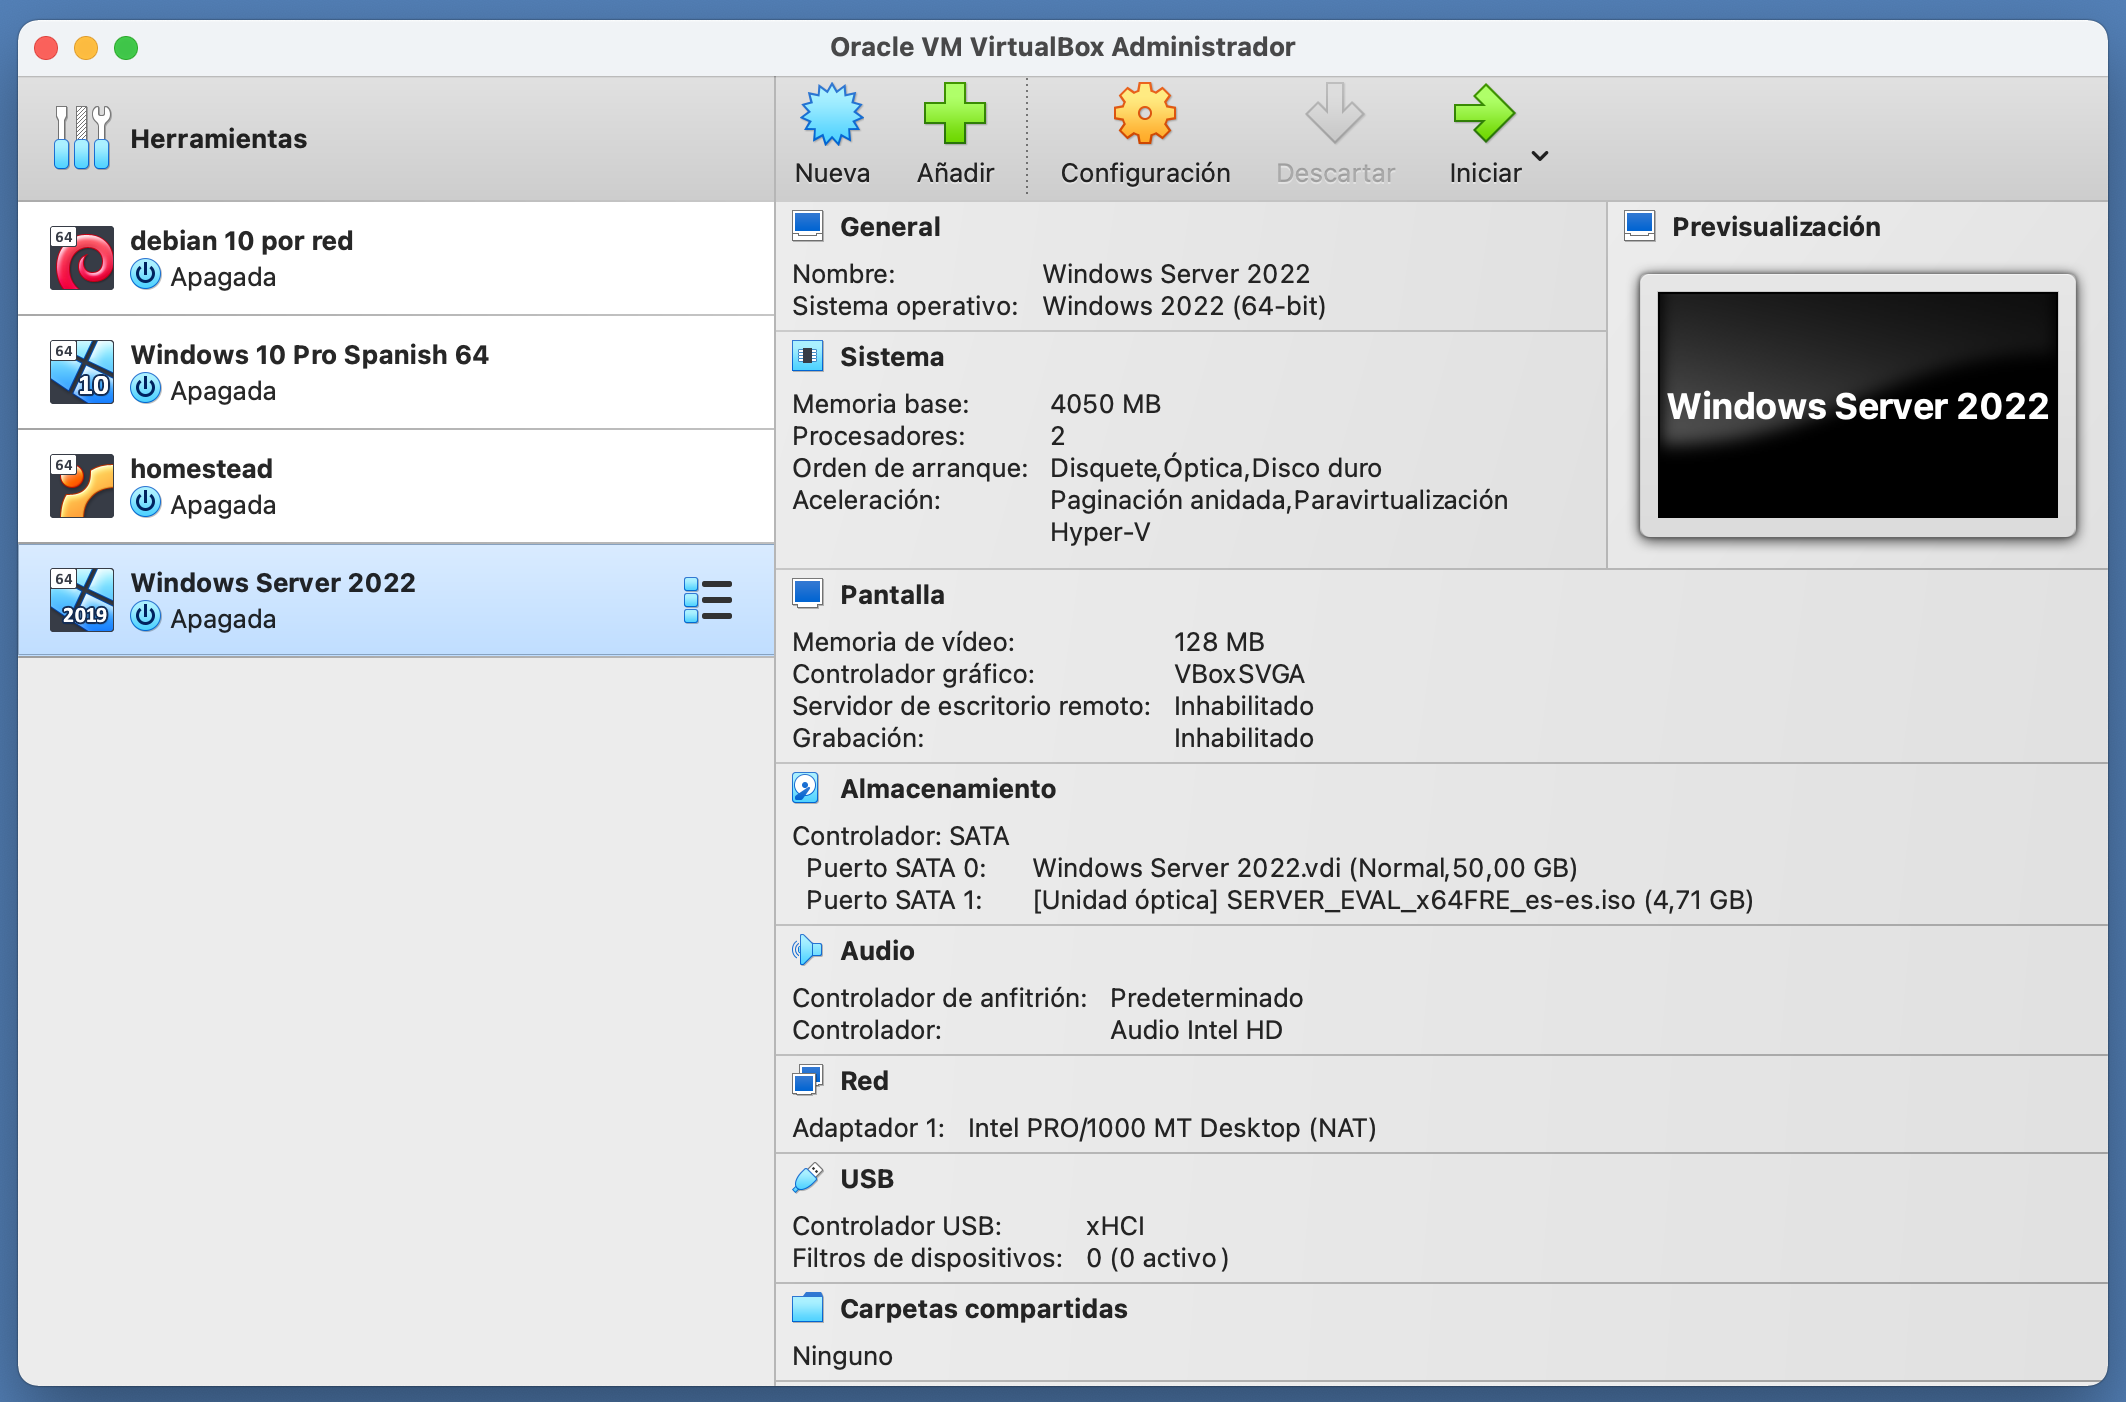 Oracle VM VirtualBox Administrador
Herramientas
Nueva
Añadir
Configuración
Descartar
Iniciar
64
debian 10 por red
Apagada
64
10
Windows 10 Pro Spanish 64
Apagada
64
homestead
Apagada
64
2019
Windows Server 2022
Apagada
General
Nombre: Windows Server 2022
Sistema operativo: Windows 2022 (64-bit)
Previsualización
Windows Server 2022
Sistema
Memoria base: 4050 MB
Procesadores: 2
Orden de arranque: Disquete,Óptica,Disco duro
Aceleración: Paginación anidada,Paravirtualización
Hyper-V
Pantalla
Memoria de vídeo: 128 MB
Controlador gráfico: VBoxSVGA
Servidor de escritorio remoto: Inhabilitado
Grabación: Inhabilitado
Almacenamiento
Controlador: SATA
Puerto SATA 0: Windows Server 2022.vdi (Normal,50,00 GB)
Puerto SATA 1: [Unidad óptica] SERVER_EVAL_x64FRE_es-es.iso (4,71 GB)
Audio
Controlador de anfitrión: Predeterminado
Controlador: Audio Intel HD
Red
Adaptador 1: Intel PRO/1000 MT Desktop (NAT)
USB
Controlador USB: xHCI
Filtros de dispositivos: 0 (0 activo)
Carpetas compartidas
Ninguno